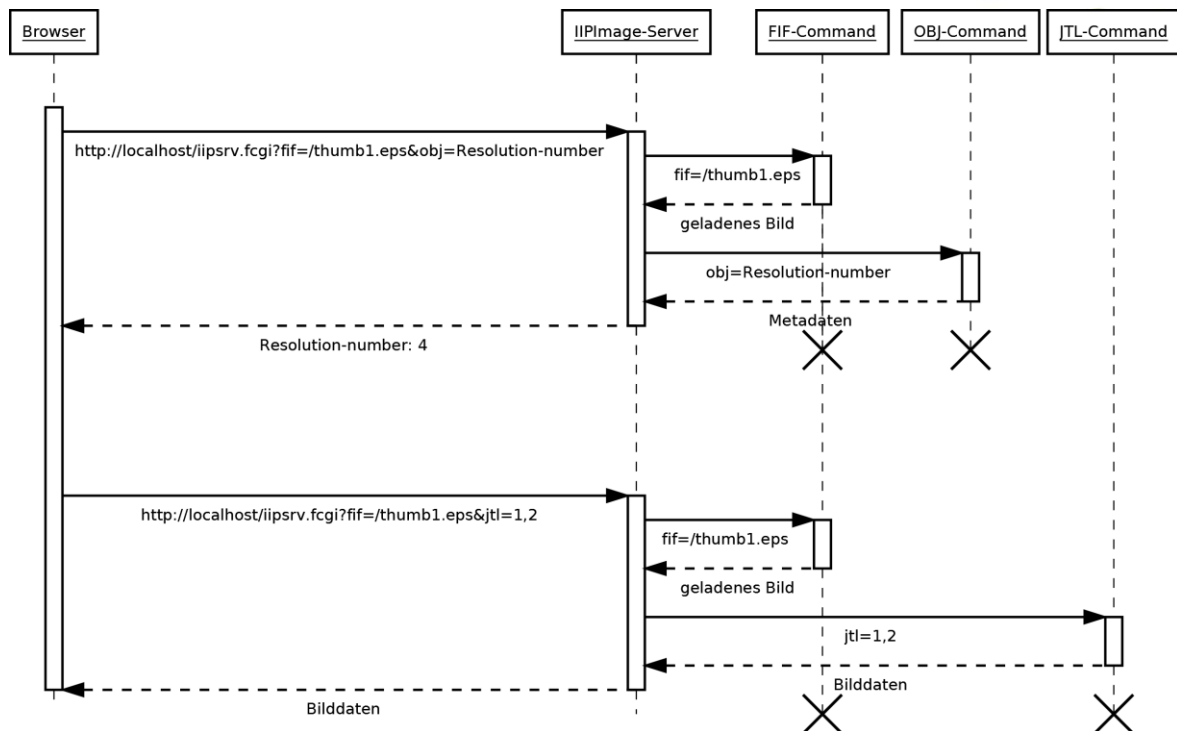 Browser
IIPImage-Server
FIF-Command
OBJ-Command
JTL-Command
http://localhost/iipsrv.fcgi?fif=/thumb1.eps&obj=Resolution-number
fif=/thumb1.eps
geladenes Bild
obj=Resolution-number
Metadaten
Resolution-number: 4
http://localhost/iipsrv.fcgi?fif=/thumb1.eps&jtl=1,2
fif=/thumb1.eps
geladenes Bild
jtl=1,2
Bilddaten
Bilddaten